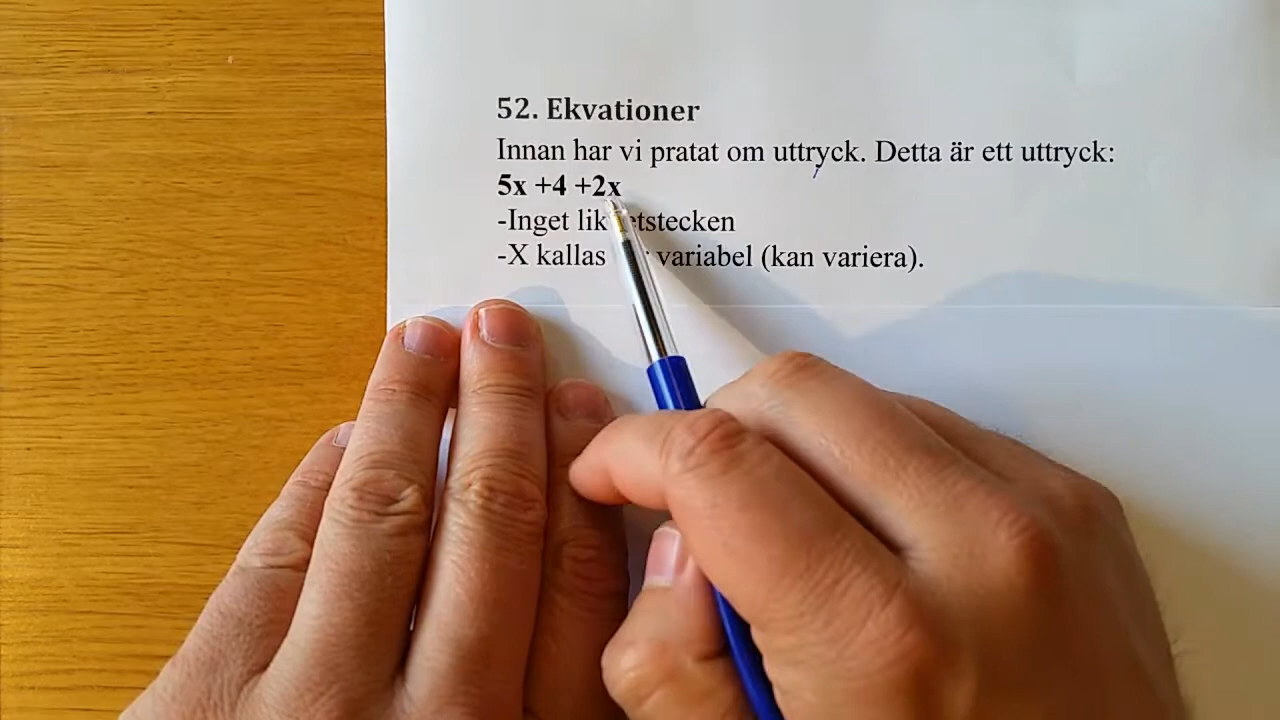 52. Ekvationer
Innan har vi pratat om uttryck. Detta är ett uttryck:
5x +4 +2x
-Inget likhetstecken
-X kallas variabel (kan variera).